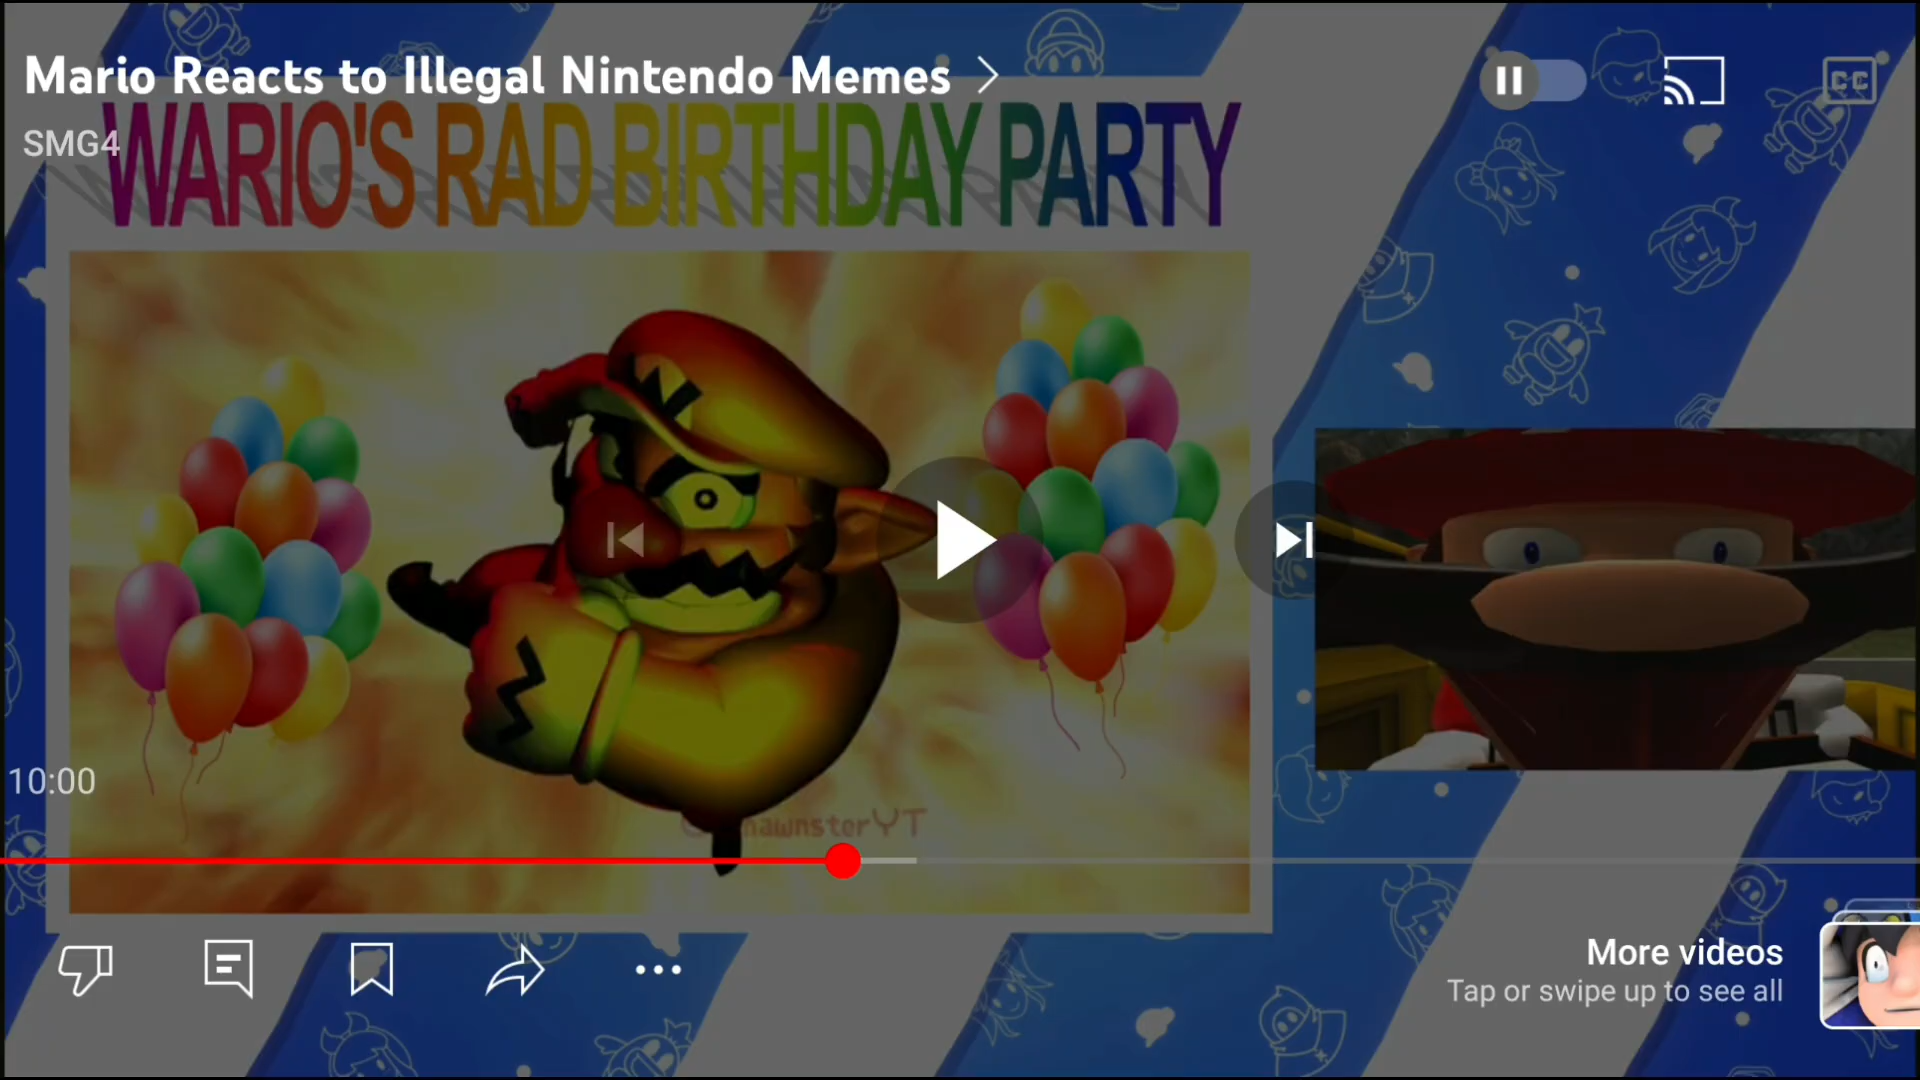 Mario Reacts to Illegal Nintendo Memes
SMG4
CC
WARIO'S RAD BIRTHDAY PARTY
10:00
More videos
Tap or swipe up to see all